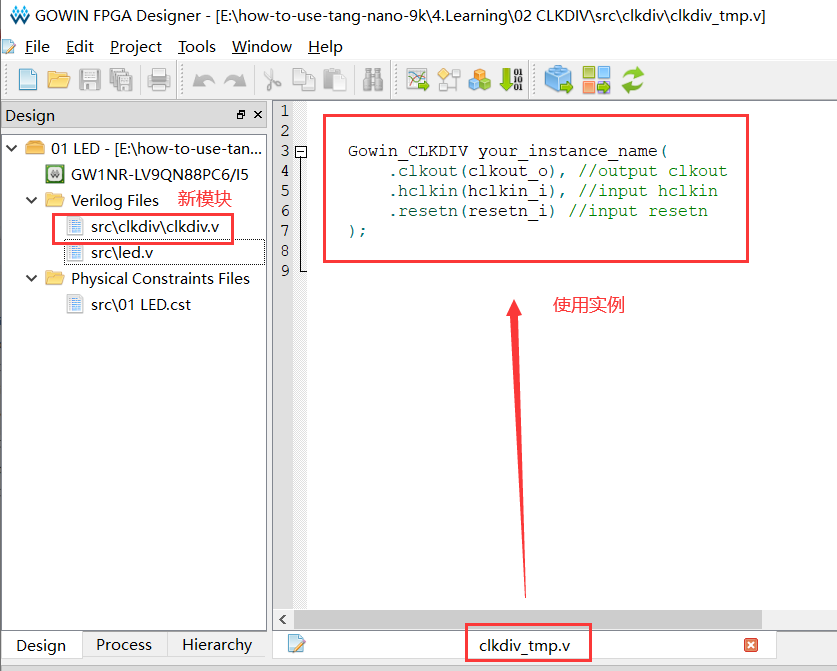 GOWIN FPGA Designer - [E:\how-to-use-tang-nano-9k\4.Learning\02 CLKDIV\src\clkdiv\clkdiv_tmp.v]
File Edit Project Tools Window Help
Design
01 LED - [E:\how-to-use-tan...
GW1NR-LV9QN88PC6/I5
Verilog Files 新模块
src\clkdiv\clkdiv.v
src\led.v
Physical Constraints Files
src\01 LED.cst
1
2
3 Gowin_CLKDIV your_instance_name(
4 .clkout(clkout_o), //output clkout
5 .hclkin(hclkin_i), //input hclkin
6 .resetn(resetn_i) //input resetn
7 );
8
9
使用实例
Design Process Hierarchy
clkdiv_tmp.v